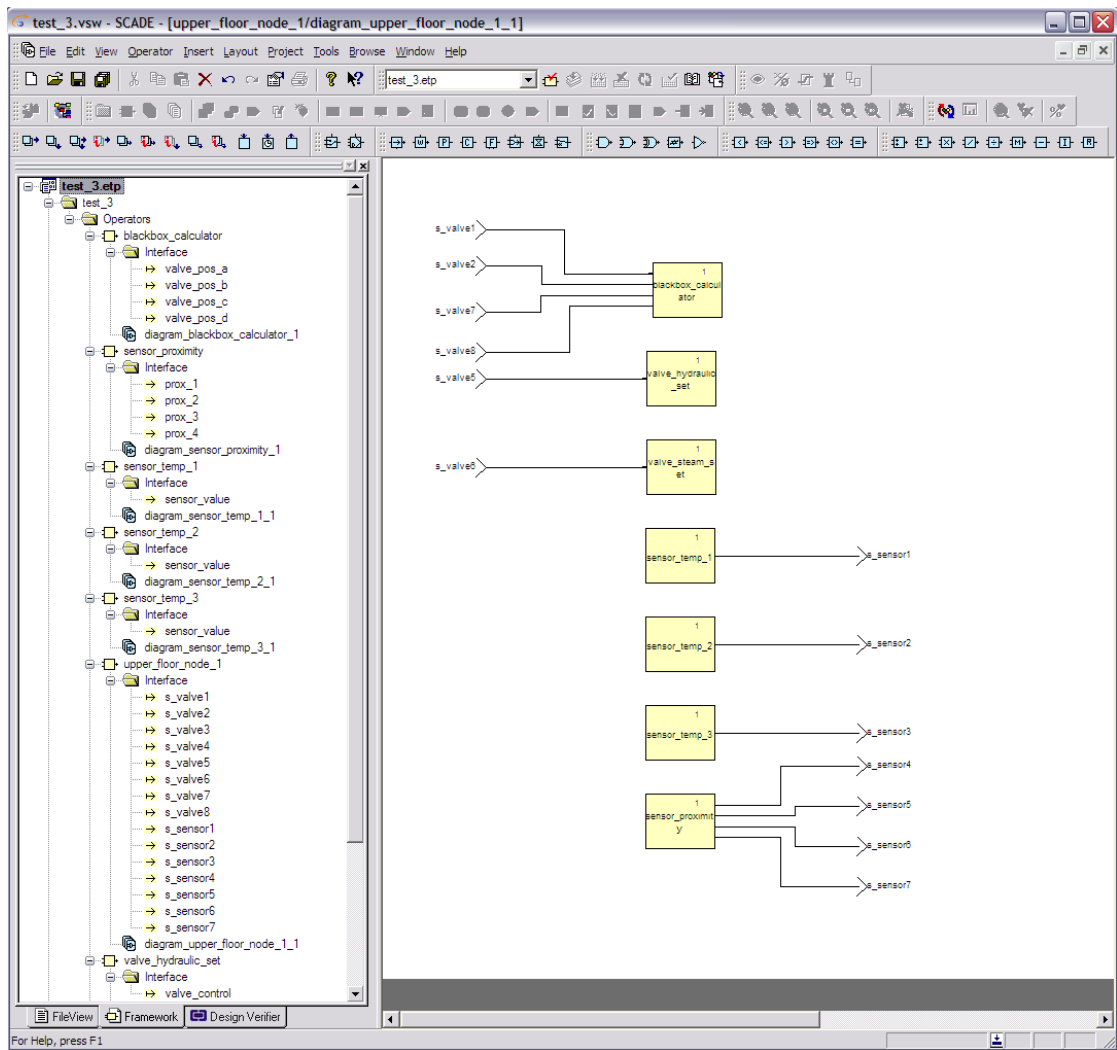 test_3.vsw - SCADE - [upper_floor_node_1/diagram_upper_floor_node_1_1]
File Edit View Operator Insert Layout Project Tools Browse Window Help
test_3.etp
test_3.etp
test_3
Operators
blackbox_calculator
Interface
valve_pos_a
valve_pos_b
valve_pos_c
valve_pos_d
diagram_blackbox_calculator_1
sensor_proximity
Interface
prox_1
prox_2
prox_3
prox_4
diagram_sensor_proximity_1
sensor_temp_1
Interface
sensor_value
diagram_sensor_temp_1_1
sensor_temp_2
Interface
sensor_value
diagram_sensor_temp_2_1
sensor_temp_3
Interface
sensor_value
diagram_sensor_temp_3_1
upper_floor_node_1
Interface
s_valve1
s_valve2
s_valve3
s_valve4
s_valve5
s_valve6
s_valve7
s_valve8
s_sensor1
s_sensor2
s_sensor3
s_sensor4
s_sensor5
s_sensor6
s_sensor7
diagram_upper_floor_node_1_1
valve_hydraulic_set
Interface
valve_control
FileView Framework Design Verifier
s_valve1
s_valve2
s_valve7
s_valve8
s_valve5
s_valve6
1
blackbox_calcul
ator
1
valve_hydraulic
_set
1
valve_steam_s
et
1
sensor_temp_1
s_sensor1
1
sensor_temp_2
s_sensor2
1
sensor_temp_3
s_sensor3
1
sensor_proximit
y
s_sensor4
s_sensor5
s_sensor6
s_sensor7
For Help, press F1